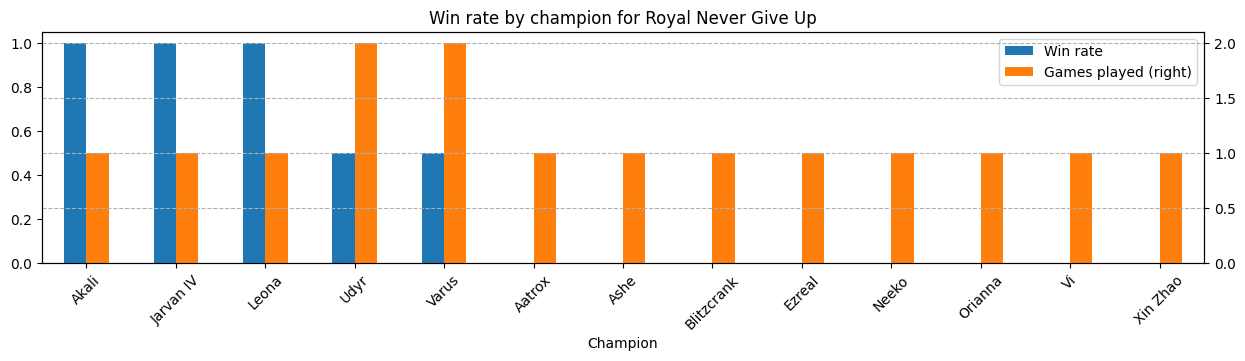 Win rate by champion for Royal Never Give Up
Win rate
Games played (right)
1.0
0.8
0.6
0.4
0.2
0.0
2.0
1.5
1.0
0.5
0.0
Akali
Jarvan IV
Leona
Udyr
Varus
Aatrox
Ashe
Blitzcrank
Ezreal
Neeko
Orianna
Vi
Xin Zhao
Champion